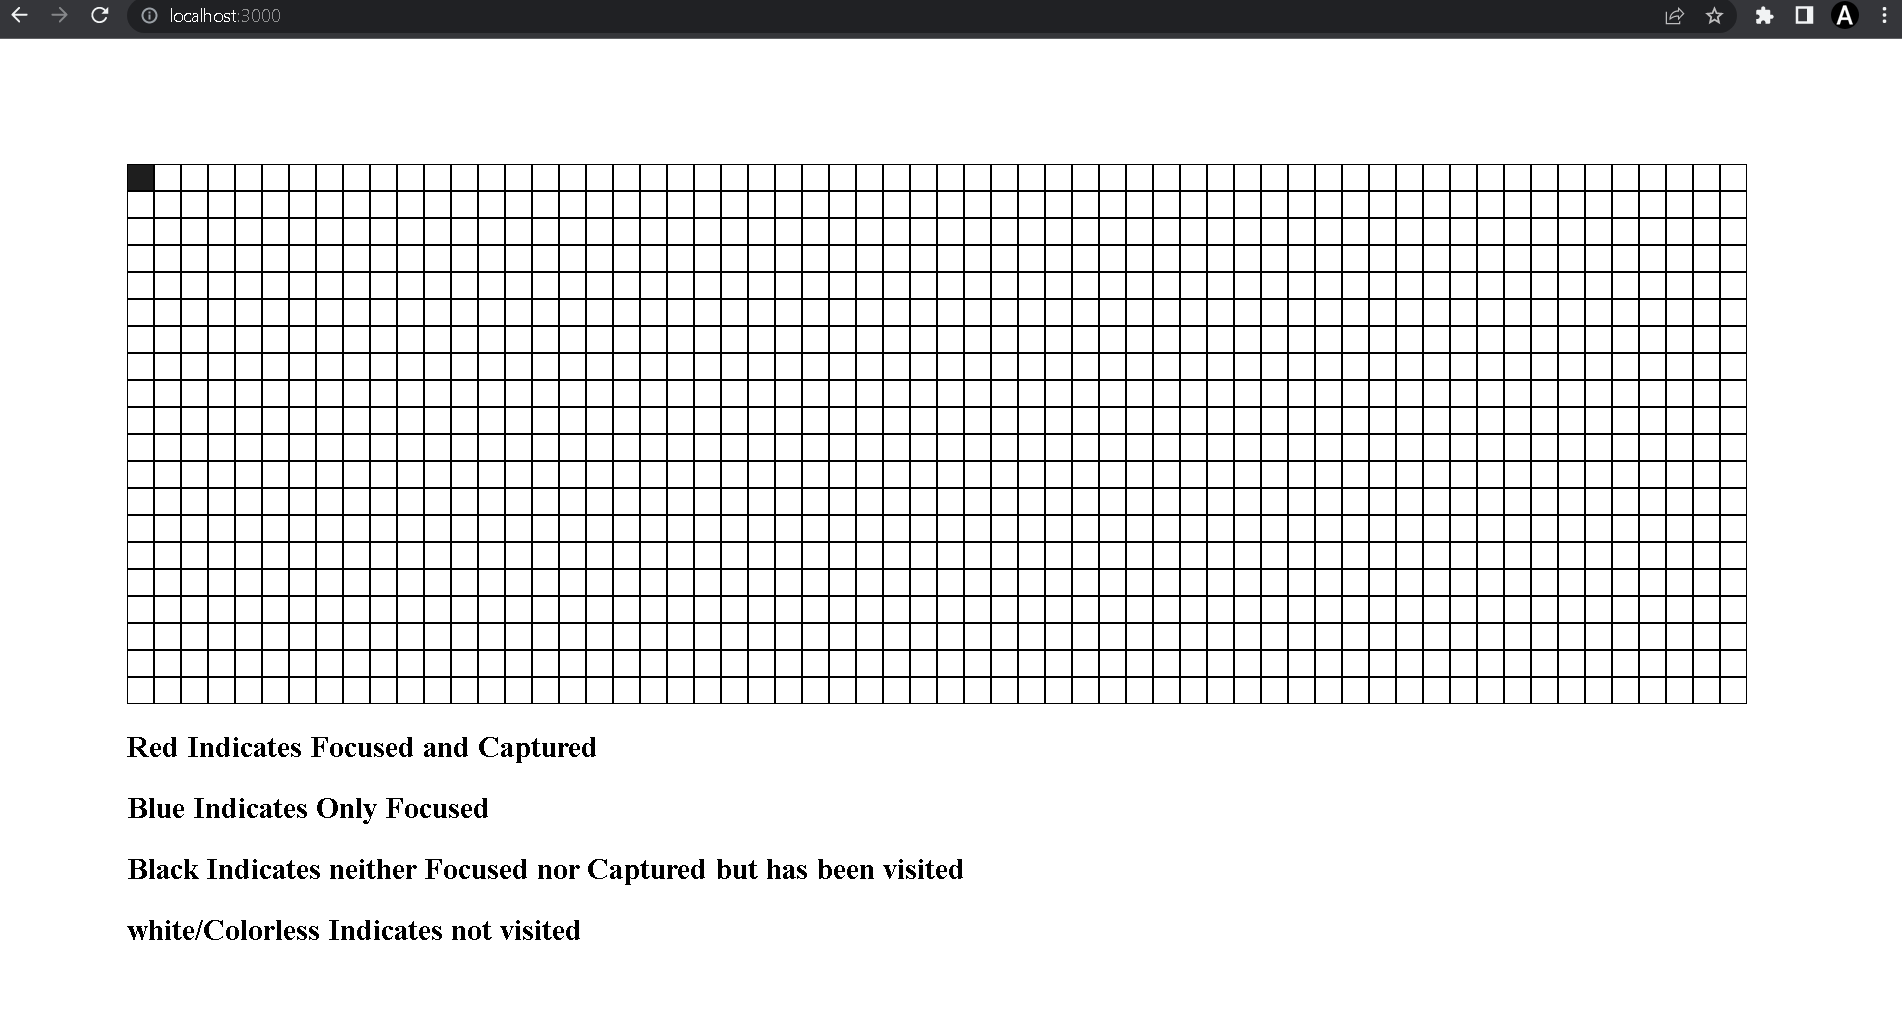 localhost:3000
A
Red Indicates Focused and Captured
Blue Indicates Only Focused
Black Indicates neither Focused nor Captured but has been visited
white/Colorless Indicates not visited